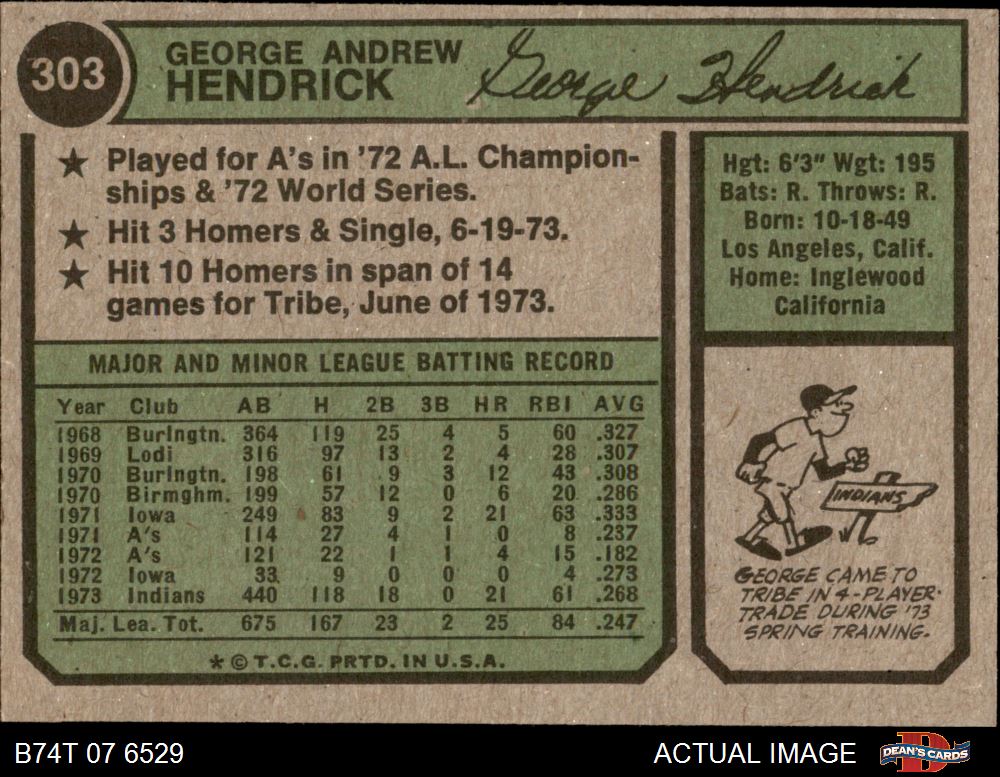 303
GEORGE ANDREW
HENDRICK
George Hendrick
★ Played for A's in '72 A.L. Champion-
ships & '72 World Series.
★ Hit 3 Homers & Single, 6-19-73.
★ Hit 10 Homers in span of 14
games for Tribe, June of 1973.
Hgt: 6'3" Wgt: 195
Bats: R. Throws: R.
Born: 10-18-49
Los Angeles, Calif.
Home: Inglewood
California
MAJOR AND MINOR LEAGUE BATTING RECORD
Year Club AB H 2B 3B HR RBI AVG
1968 Burlngtn. 364 119 25 4 5 60 .327
1969 Lodi 316 97 13 2 4 28 .307
1970 Burlngtn. 198 61 9 3 12 43 .308
1970 Birmghm. 199 57 12 0 6 20 .286
1971 Iowa 249 83 9 2 21 63 .333
1971 A's 114 27 4 1 0 8 .237
1972 A's 121 22 1 1 4 15 .182
1972 Iowa 33 9 0 0 0 4 .273
1973 Indians 440 118 18 0 21 61 .268
Maj. Lea. Tot. 675 167 23 2 25 84 .247
★ © T.C.G. PRTD. IN U.S.A.
INDIANS
GEORGE CAME TO
TRIBE IN 4-PLAYER
TRADE DURING '73
SPRING TRAINING.
B74T 07 6529
ACTUAL IMAGE
D
DEAN'S CARDS